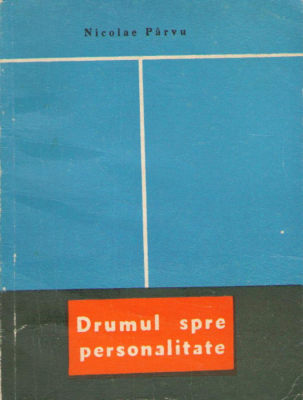 Nicolae Pârvu
Drumul spre
personalitate